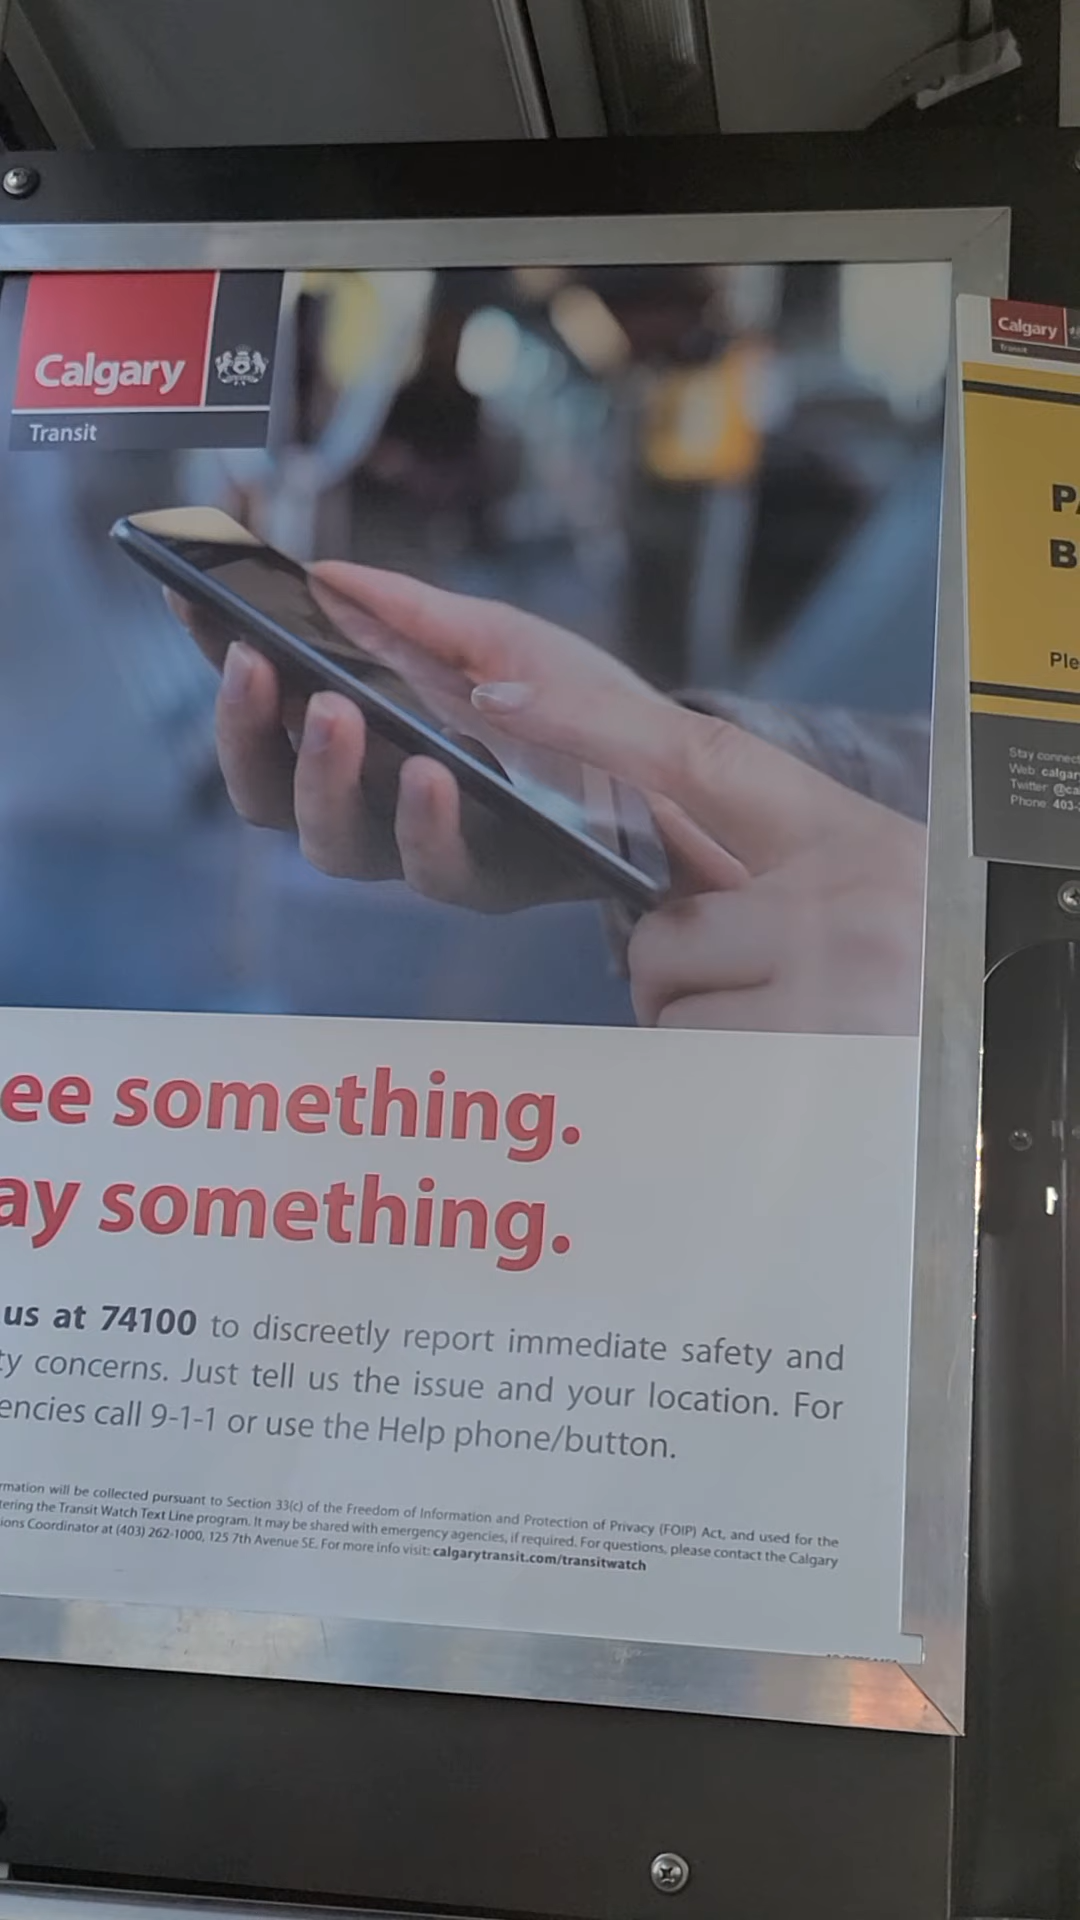 Calgary
Transit
ee something.
ay something.
us at 74100 to discreetly report immediate safety and
ty concerns. Just tell us the issue and your location. For
encies call 9-1-1 or use the Help phone/button.
rmation will be collected pursuant to Section 33(c) of the Freedom of Information and Protection of Privacy (FOIP) Act, and used for the
tering the Transit Watch Text Line program. It may be shared with emergency agencies, if required. For questions, please contact the Calgary
ions Coordinator at (403) 262-1000, 125 7th Avenue SE. For more info visit: calgarytransit.com/transitwatch
Calgary
Transit
P
B
Ple
Stay connect
Web: calgar
Twitter: @ca
Phone: 403-